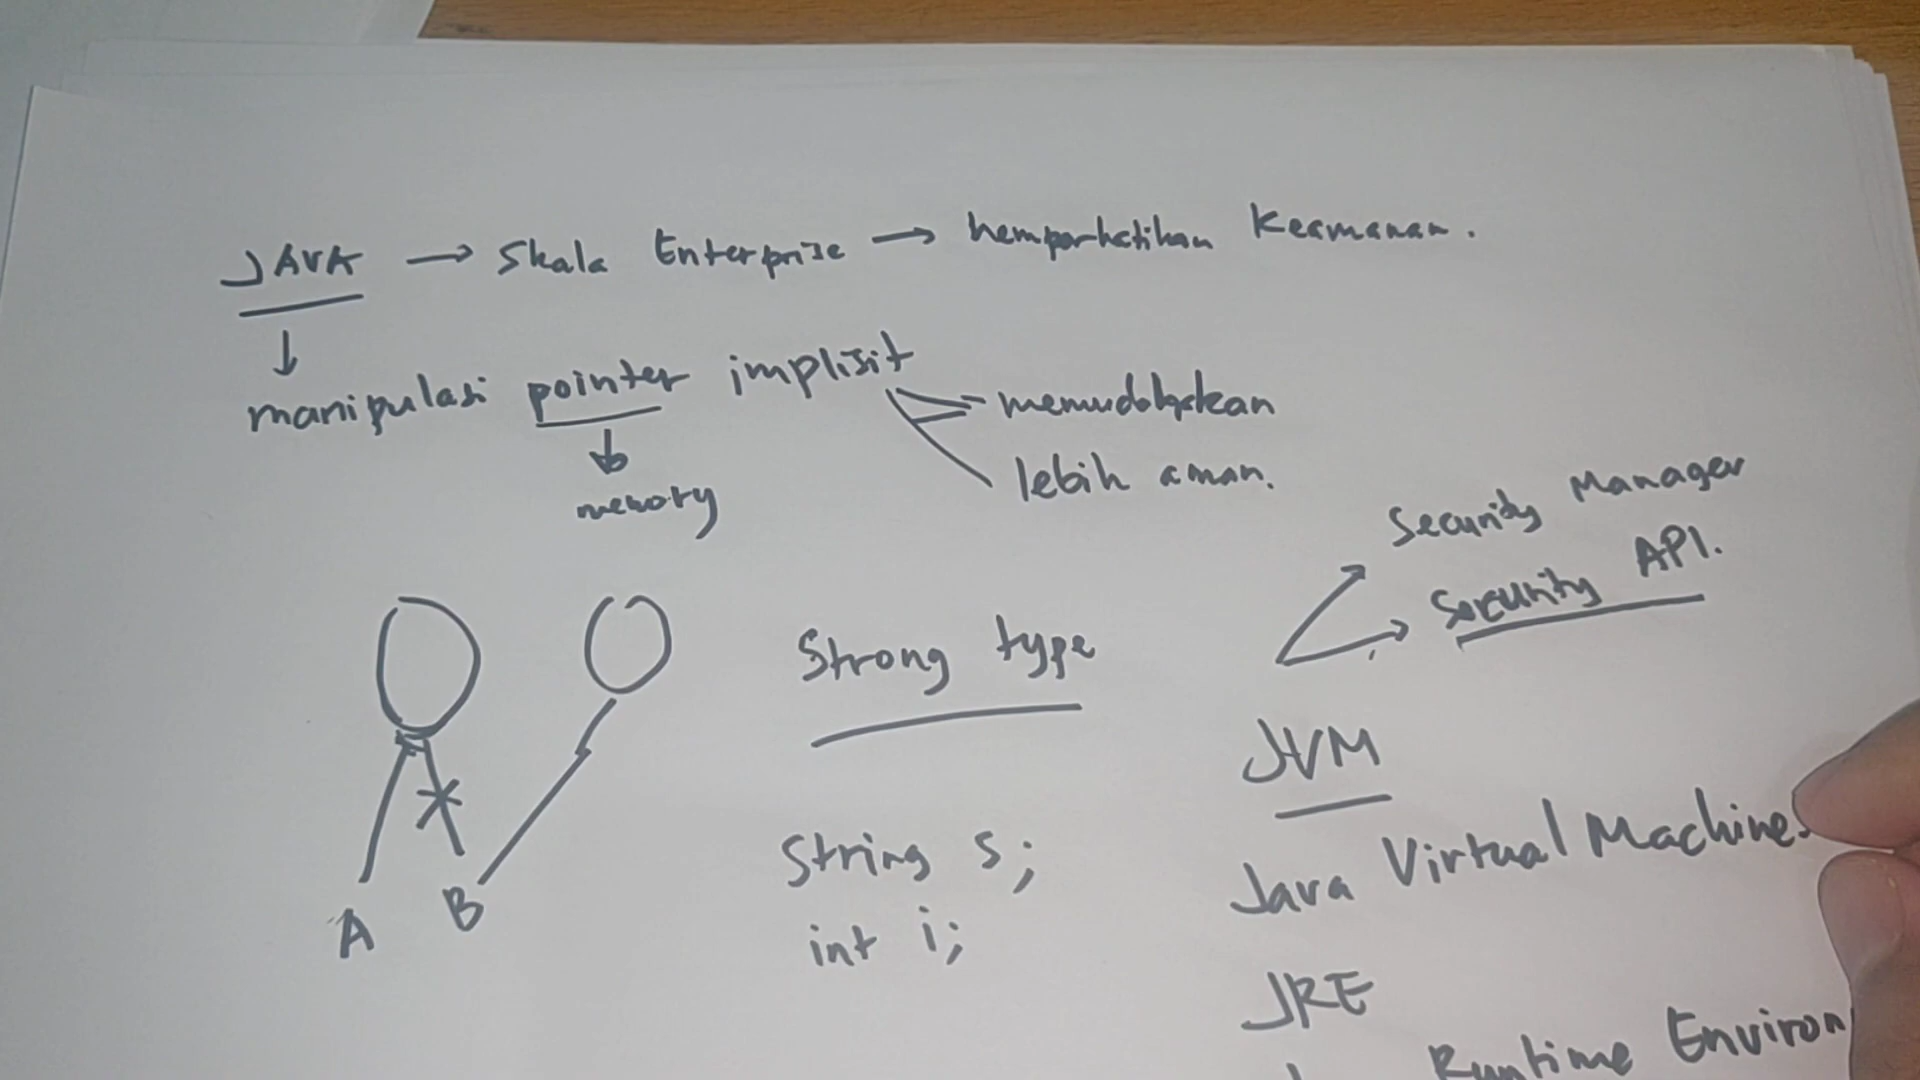 JAVA → Skala Enterprise → memperhatikan Keamanan.
manipulasi pointer implisit
memudahkan
lebih aman.
memory
Security Manager
Security API.
Strong type
JVM
Java Virtual Machine
String s;
int i;
A B
JRE
Runtime Environ